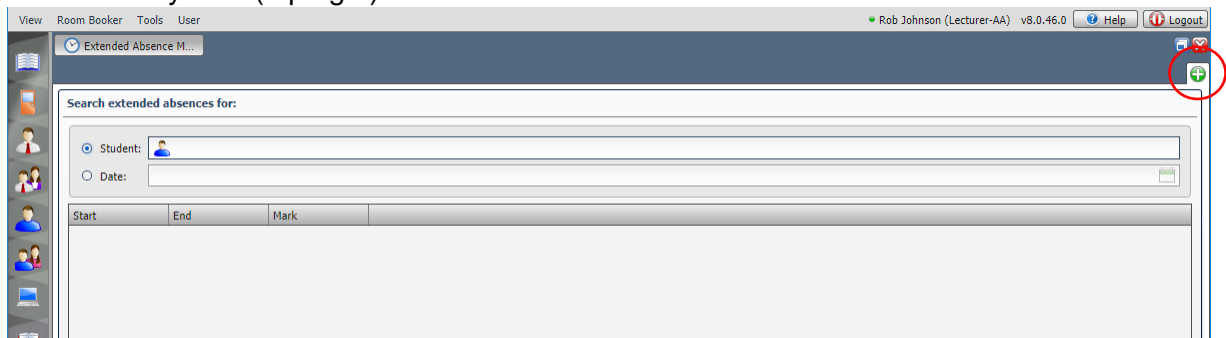 View Room Booker Tools User Rob Johnson (Lecturer-AA) v8.0.46.0 Help Logout
Extended Absence M...
Search extended absences for:
Student:
Date:
Start End Mark